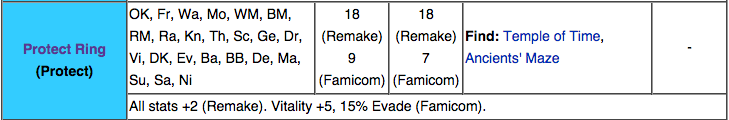 Protect Ring
(Protect)
OK, Fr, Wa, Mo, WM, BM,
RM, Ra, Kn, Th, Sc, Ge, Dr,
Vi, DK, Ev, Ba, BB, De, Ma,
Su, Sa, Ni
18
(Remake)
9
(Famicom)
18
(Remake)
7
(Famicom)
Find: Temple of Time,
Ancients' Maze
-
All stats +2 (Remake). Vitality +5, 15% Evade (Famicom).